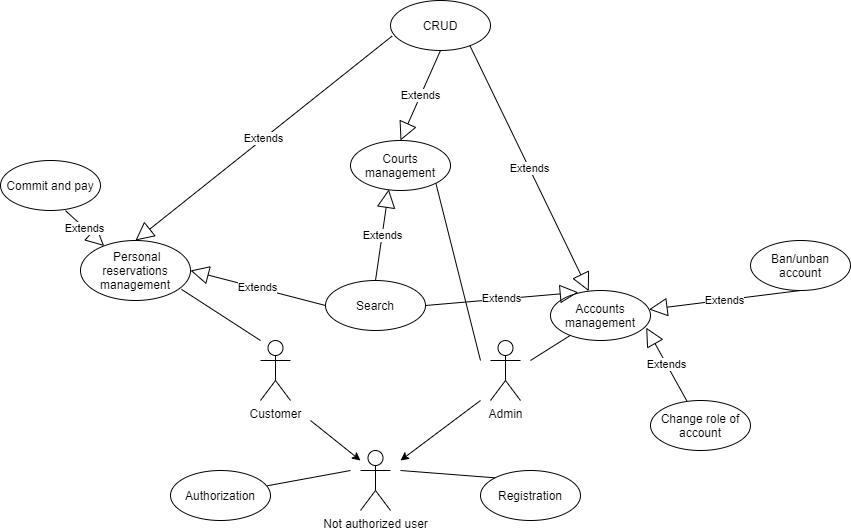 CRUD
Extends
Extends
Courts
management
Extends
Commit and pay
Extends
Extends
Personal
reservations
management
Ban/unban
account
Extends
Search
Extends
Extends
Accounts
management
Extends
Customer
Admin
Change role of
account
Authorization
Registration
Not authorized user